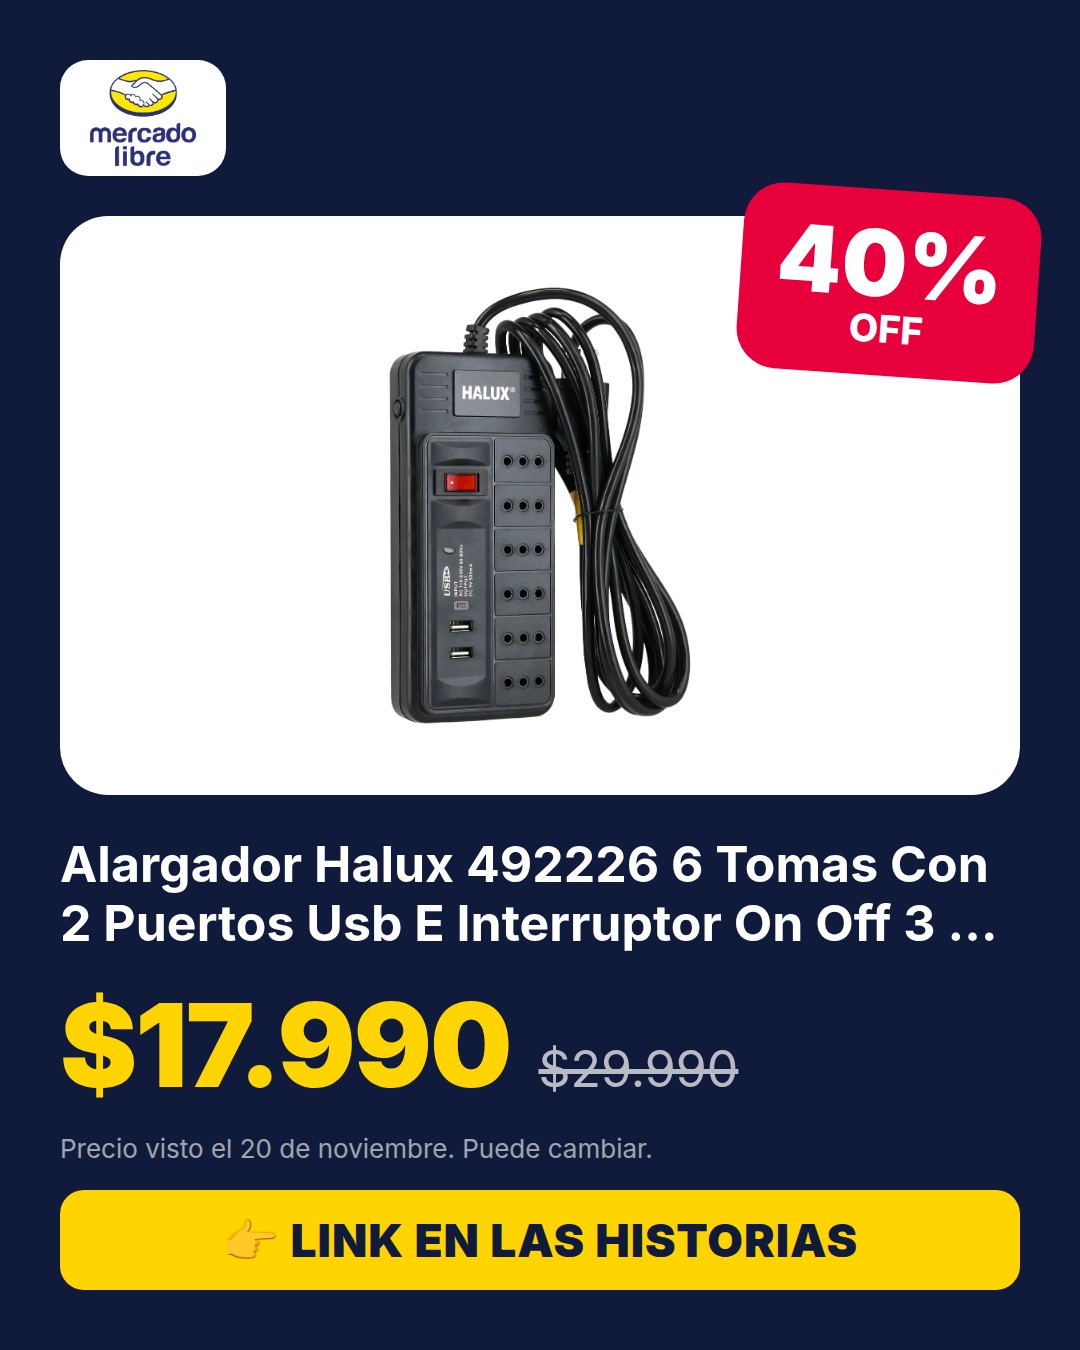 mercado
libre
40%
OFF
HALUX®
USB
Alargador Halux 492226 6 Tomas Con
2 Puertos Usb E Interruptor On Off 3 ...
$17.990 $29.990
Precio visto el 20 de noviembre. Puede cambiar.
👉 LINK EN LAS HISTORIAS